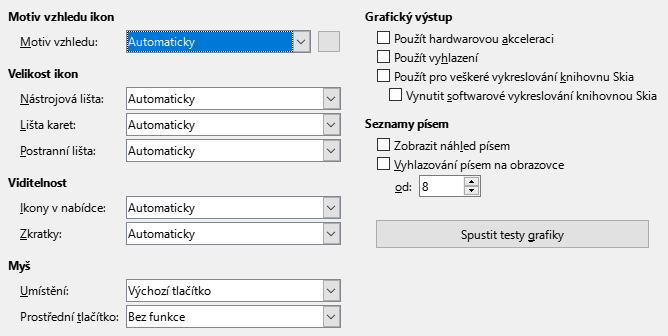 Motiv vzhledu ikon
Motiv vzhledu: Automaticky
Velikost ikon
Nástrojová lišta: Automaticky
Lišta karet: Automaticky
Postranní lišta: Automaticky
Viditelnost
Ikony v nabídce: Automaticky
Zkratky: Automaticky
Myš
Umístění: Výchozí tlačítko
Prostřední tlačítko: Bez funkce
Grafický výstup
Použít hardwarovou akceleraci
Použít vyhlazení
Použít pro veškeré vykreslování knihovnu Skia
Vynutit softwarové vykreslování knihovnou Skia
Seznamy písem
Zobrazit náhled písem
Vyhlazování písem na obrazovce
od: 8
Spustit testy grafiky